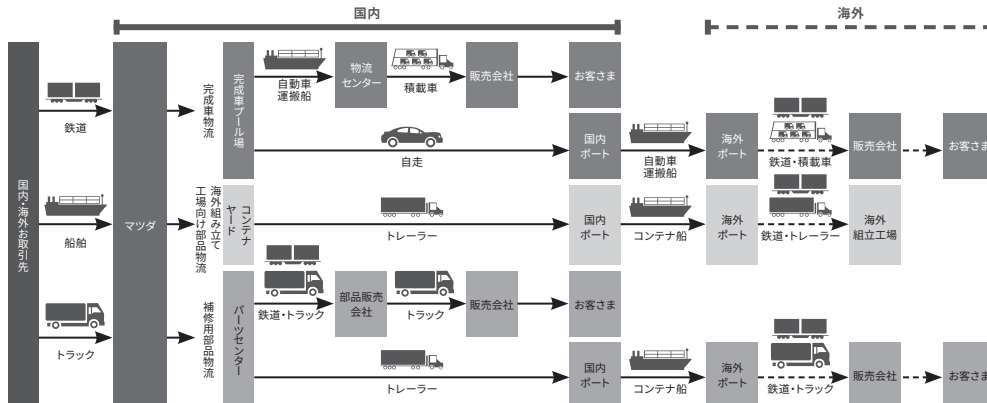 国内
海外
国内・海外お取引先
鉄道
船舶
トラック
マツダ
完成車物流
完成車プール場
自動車
運搬船
物流
センター
積載車
販売会社
お客さま
自走
国内
ポート
自動車
運搬船
海外
ポート
鉄道・積載車
販売会社
お客さま
海外組み立て
工場向け部品物流
コンテナ
ヤード
トレーラー
国内
ポート
コンテナ船
海外
ポート
鉄道・トレーラー
海外
組立工場
補修用部品物流
パーツセンター
鉄道・トラック
部品販売
会社
トラック
販売会社
お客さま
トレーラー
国内
ポート
コンテナ船
海外
ポート
鉄道・トラック
販売会社
お客さま